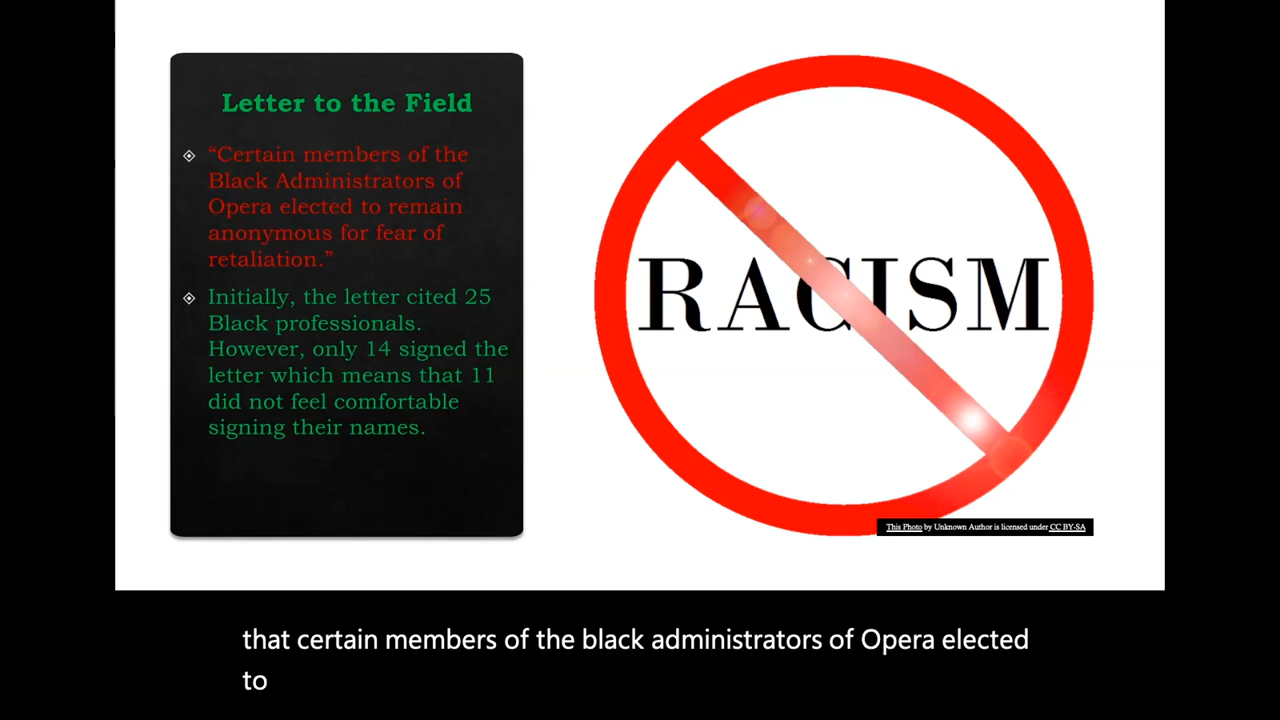 Letter to the Field
“Certain members of the
Black Administrators of
Opera elected to remain
anonymous for fear of
retaliation.”
Initially, the letter cited 25
Black professionals.
However, only 14 signed the
letter which means that 11
did not feel comfortable
signing their names.
RACISM
This Photo by Unknown Author is licensed under CC BY-SA
that certain members of the black administrators of Opera elected
to